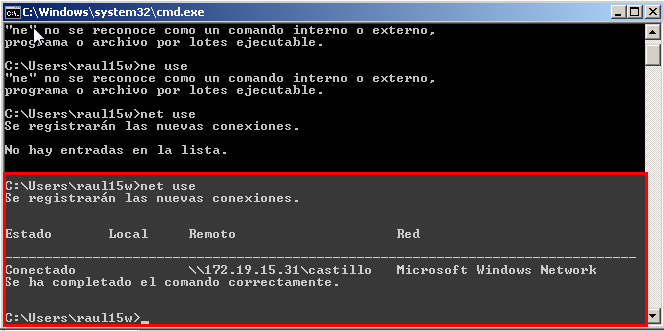 C:\Windows\system32\cmd.exe
"ne" no se reconoce como un comando interno o externo,
programa o archivo por lotes ejecutable.
C:\Users\raul15w>ne use
"ne" no se reconoce como un comando interno o externo,
programa o archivo por lotes ejecutable.
C:\Users\raul15w>net use
Se registrarán las nuevas conexiones.
No hay entradas en la lista.
C:\Users\raul15w>net use
Se registrarán las nuevas conexiones.
Estado Local Remoto Red
Conectado \\172.19.15.31\castillo Microsoft Windows Network
Se ha completado el comando correctamente.
C:\Users\raul15w>_